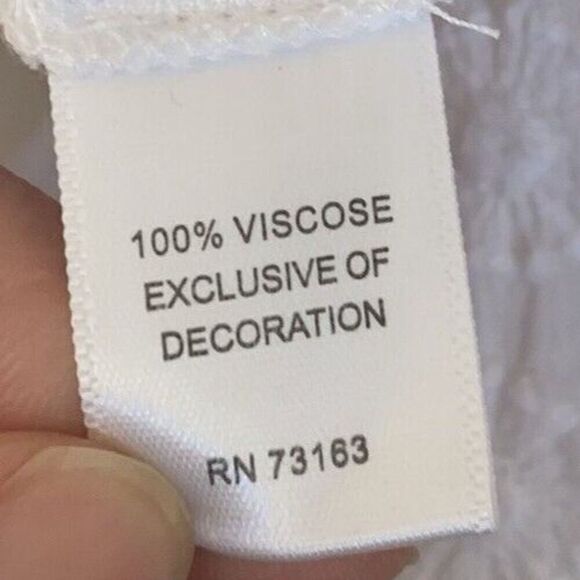 100% VISCOSE
EXCLUSIVE OF
DECORATION
RN 73163